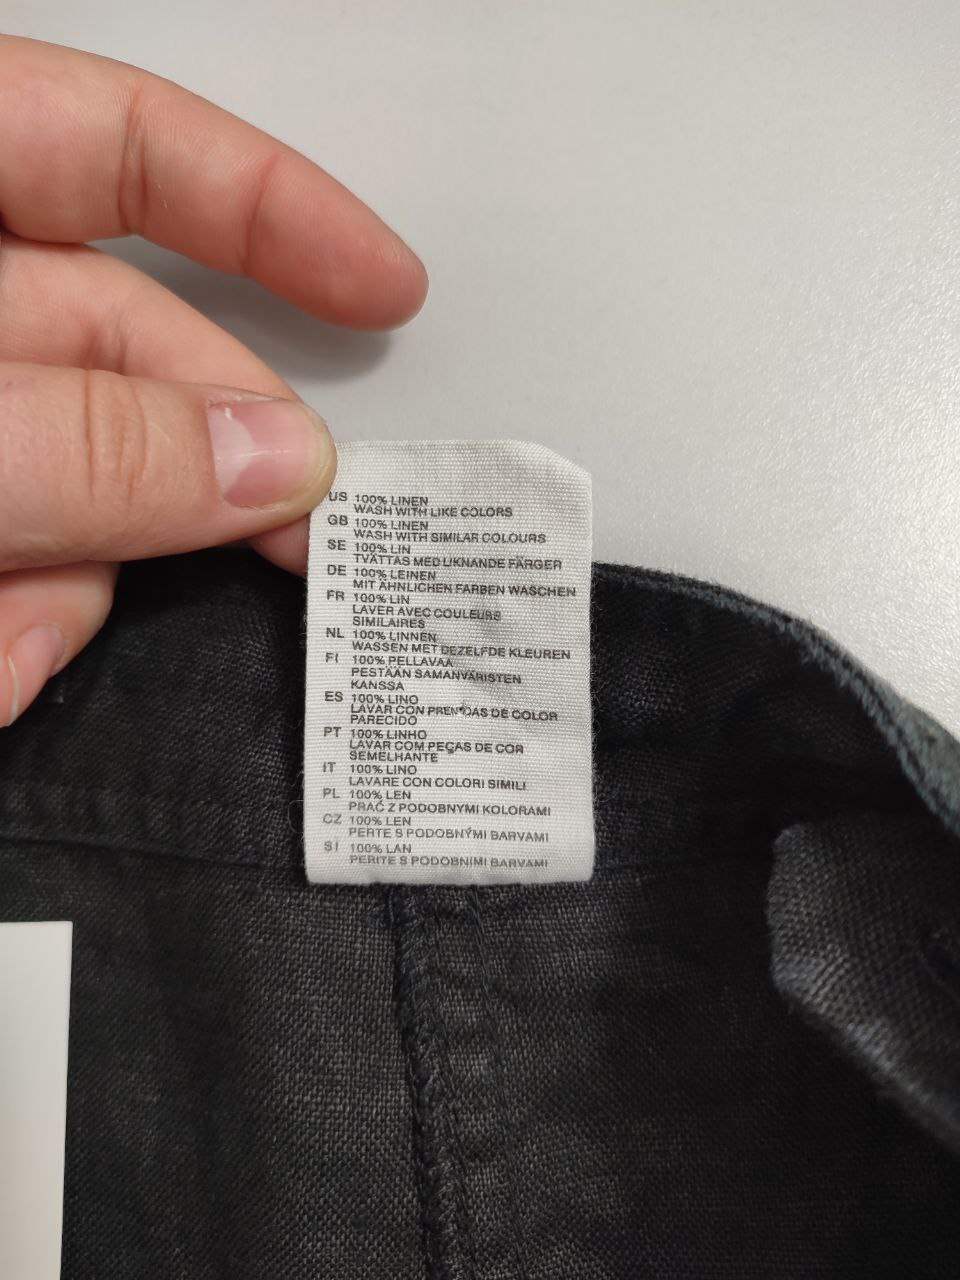 US 100% LINEN
WASH WITH LIKE COLORS
GB 100% LINEN
WASH WITH SIMILAR COLOURS
SE 100% LIN
TVÄTTAS MED LIKNANDE FÄRGER
DE 100% LEINEN
MIT ÄHNLICHEN FARBEN WASCHEN
FR 100% LIN
LAVER AVEC COULEURS
SIMILAIRES
NL 100% LINNEN
WASSEN MET DEZELFDE KLEUREN
FI 100% PELLAVAA
PESTÄÄN SAMANVÄRISTEN
KANSSA
ES 100% LINO
LAVAR CON PRENDAS DE COLOR
PARECIDO
PT 100% LINHO
LAVAR COM PEÇAS DE COR
SEMELHANTE
IT 100% LINO
LAVARE CON COLORI SIMILI
PL 100% LEN
PRAĆ Z PODOBNYMI KOLORAMI
CZ 100% LEN
PERTE S PODOBNÝMI BARVAMI
SI 100% LAN
PERITE S PODOBNIMI BARVAMI